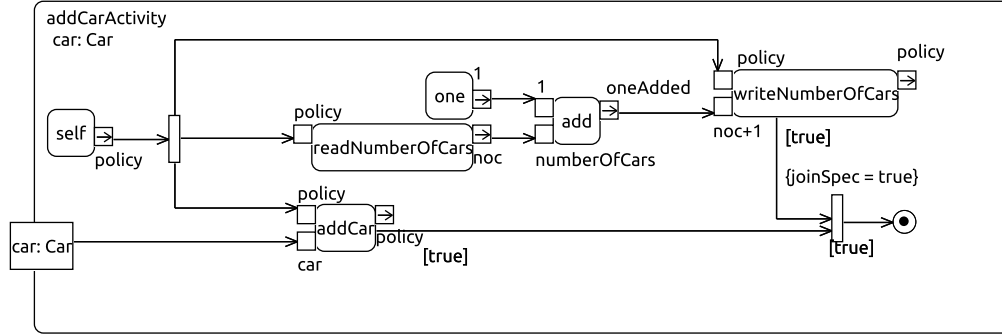 addCarActivity
car: Car
policy
policy
1
one
1
oneAdded
writeNumberOfCars
self
policy
policy
add
noc+1
[true]
readNumberOfCars
noc
numberOfCars
{joinSpec = true}
policy
addCar
policy
car: Car
car
[true]
[true]